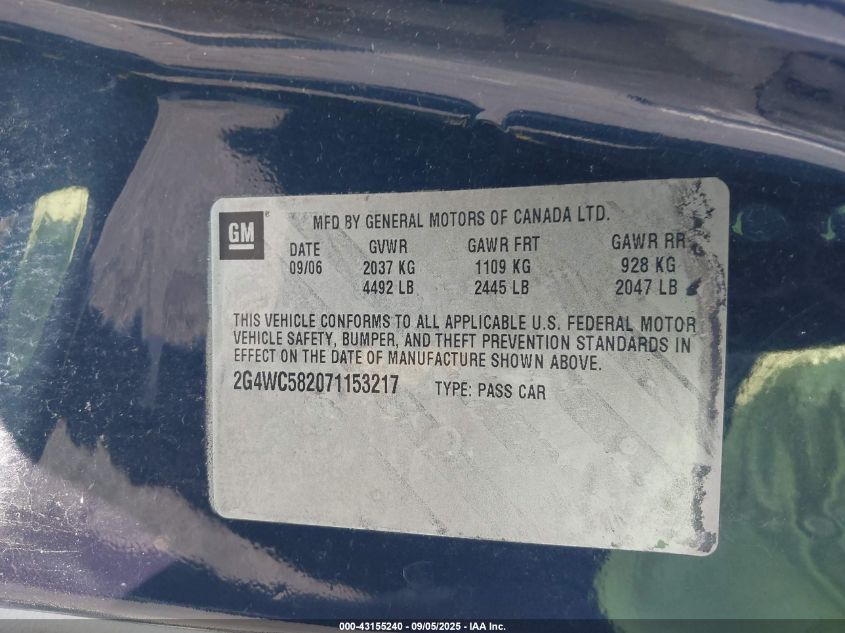 GM ®
MFD BY GENERAL MOTORS OF CANADA LTD.
DATE GVWR GAWR FRT GAWR RR
09/06 2037 KG 1109 KG 928 KG
4492 LB 2445 LB 2047 LB
THIS VEHICLE CONFORMS TO ALL APPLICABLE U.S. FEDERAL MOTOR
VEHICLE SAFETY, BUMPER, AND THEFT PREVENTION STANDARDS IN
EFFECT ON THE DATE OF MANUFACTURE SHOWN ABOVE.
2G4WC582071153217 TYPE: PASS CAR
000-43155240 - 09/05/2025 - IAA Inc.